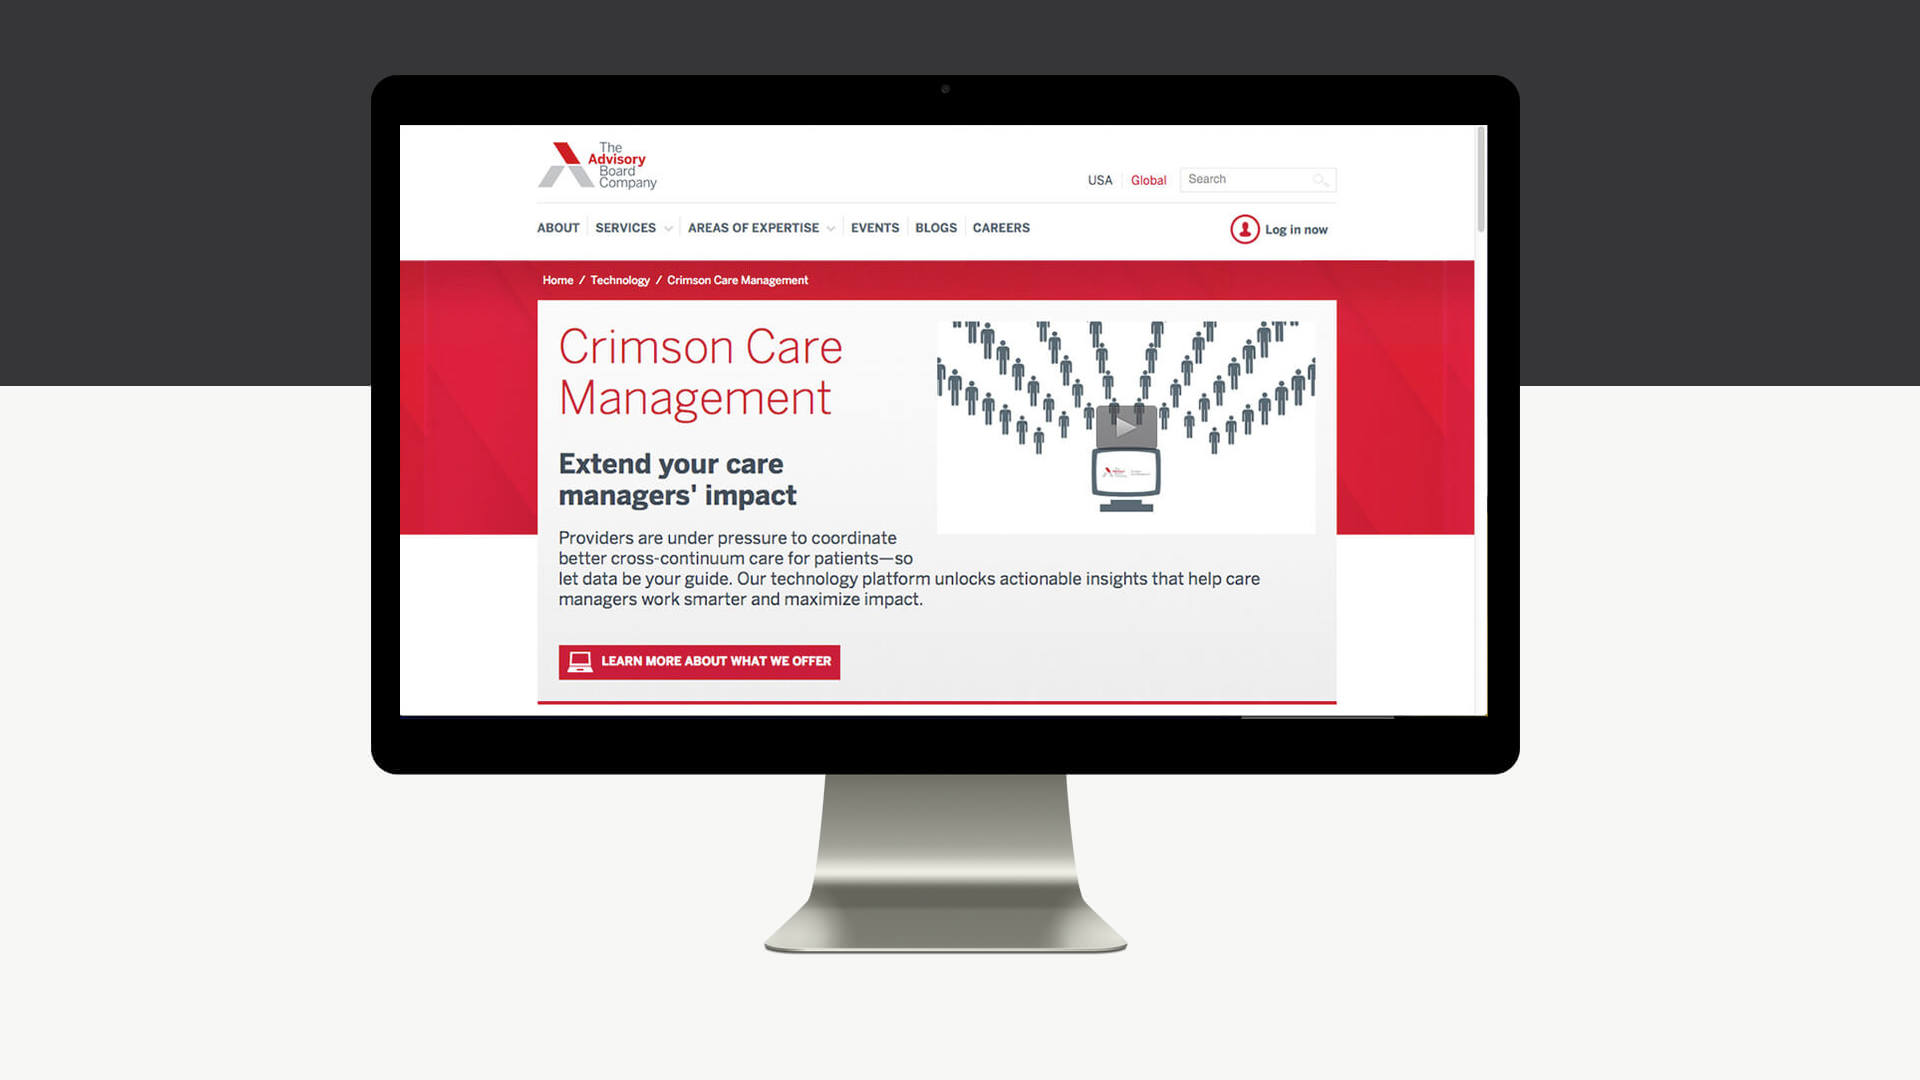 The
Advisory
Board
Company
USA
Global
Search
ABOUT
SERVICES
AREAS OF EXPERTISE
EVENTS
BLOGS
CAREERS
Log in now
Home / Technology / Crimson Care Management
Crimson Care
Management
Extend your care
managers' impact
Providers are under pressure to coordinate
better cross-continuum care for patients—so
let data be your guide. Our technology platform unlocks actionable insights that help care
managers work smarter and maximize impact.
LEARN MORE ABOUT WHAT WE OFFER